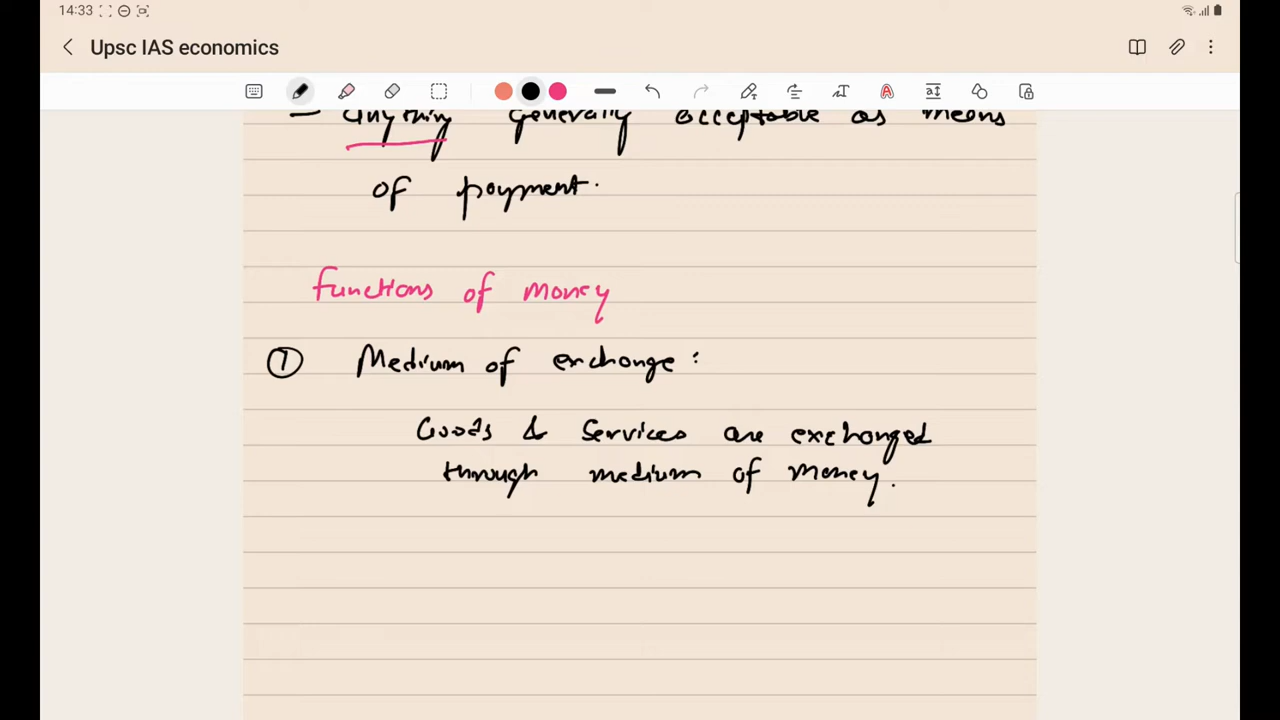 14:33
Upsc IAS economics
- anything generally acceptable as means
of payment.
functions of money
① Medium of exchange :
Goods & Services are exchanged
through medium of money.